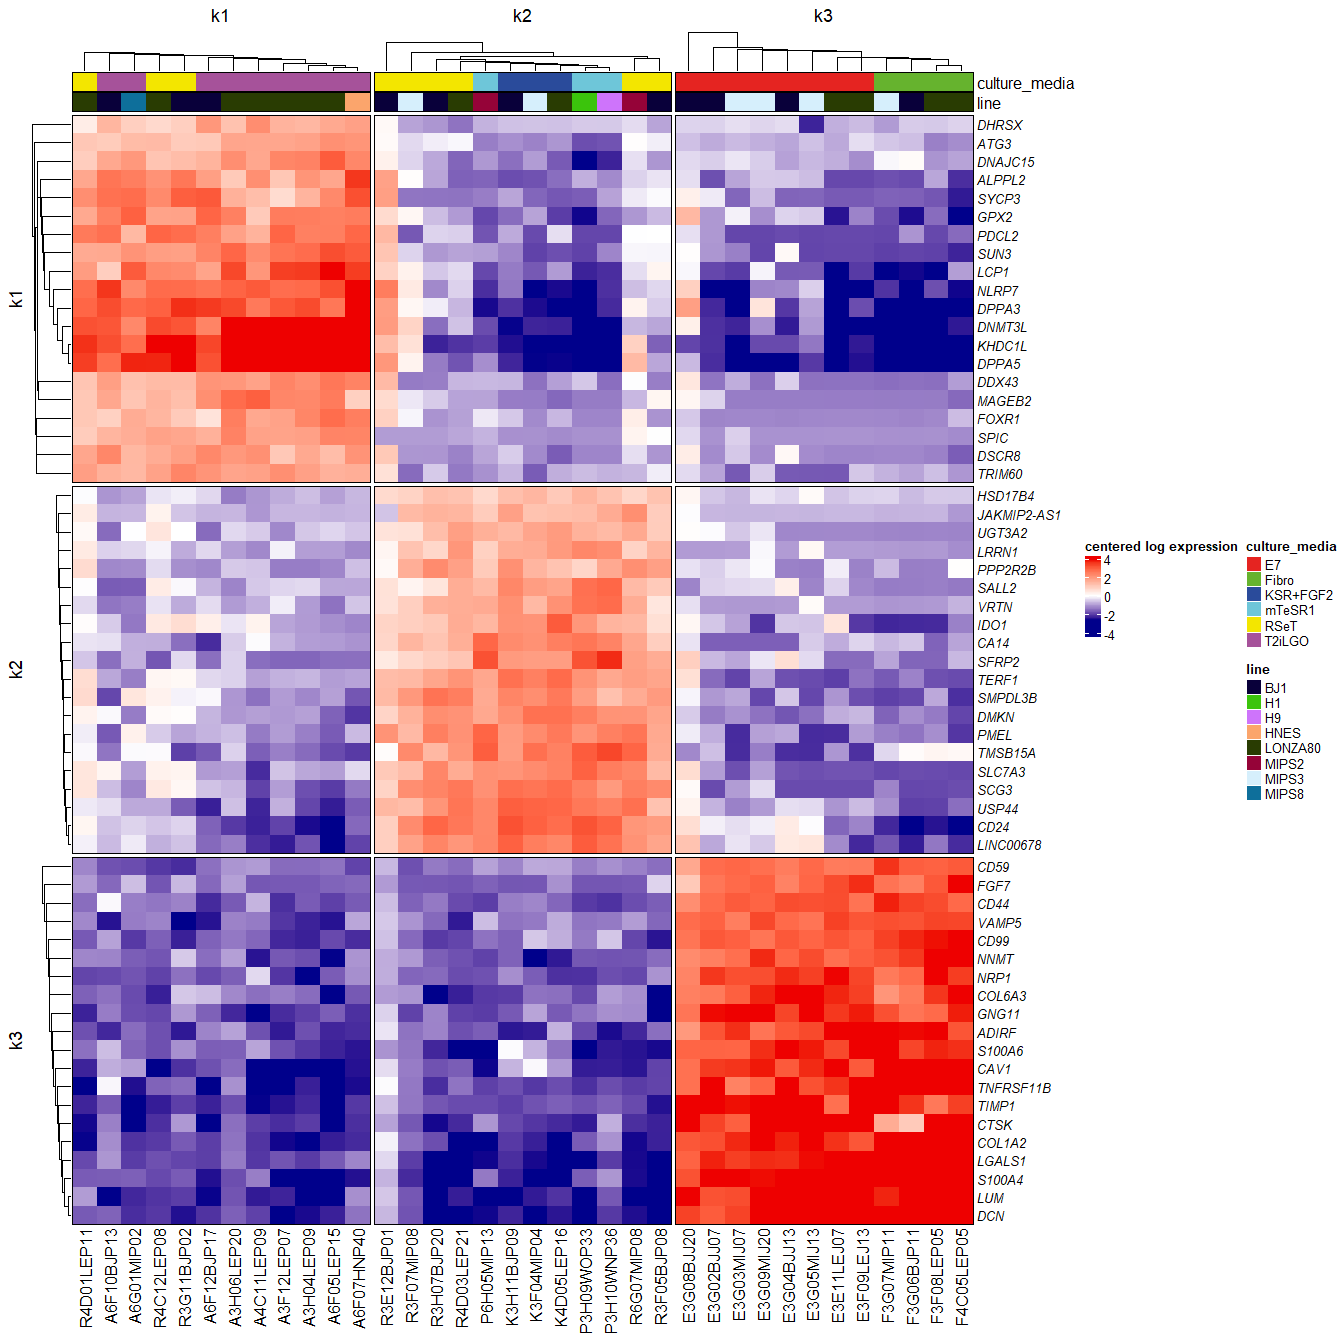 k1
k2
k3
culture_media
line
k1
DHRSX
ATG3
DNAJC15
ALPPL2
SYCP3
GPX2
PDCL2
SUN3
LCP1
NLRP7
DPPA3
DNMT3L
KHDC1L
DPPA5
DDX43
MAGEB2
FOXR1
SPIC
DSCR8
TRIM60
k2
HSD17B4
JAKMIP2-AS1
UGT3A2
LRRN1
PPP2R2B
SALL2
VRTN
IDO1
CA14
SFRP2
TERF1
SMPDL3B
DMKN
PMEL
TMSB15A
SLC7A3
SCG3
USP44
CD24
LINC00678
k3
CD59
FGF7
CD44
VAMP5
CD99
NNMT
NRP1
COL6A3
GNG11
ADIRF
S100A6
CAV1
TNFRSF11B
TIMP1
CTSK
COL1A2
LGALS1
S100A4
LUM
DCN
R4D01LEP11
A6F10BJP13
A6G01MIP02
R4C12LEP08
R3G11BJP02
A6F12BJP17
A3H06LEP20
A4C11LEP09
A3F12LEP07
A3H04LEP09
A6F05LEP15
A6F07HNP40
R3E12BJP01
R3F07MIP08
R3H07BJP20
R4D03LEP21
P6H05MIP13
K3H11BJP09
K3F04MIP04
K4D05LEP16
P3H09WOP33
P3H10WNP36
R6G07MIP08
R3F05BJP08
E3G08BJJ20
E3G02BJJ07
E3G03MIJ07
E3G09MIJ20
E3G04BJJ13
E3G05MIJ13
E3E11LEJ07
E3F09LEJ13
F3G07MIP11
F3G06BJP11
F3F08LEP05
F4C05LEP05
centered log expression
4
2
0
-2
-4
culture_media
E7
Fibro
KSR+FGF2
mTeSR1
RSeT
T2iLGO
line
BJ1
H1
H9
HNES
LONZA80
MIPS2
MIPS3
MIPS8